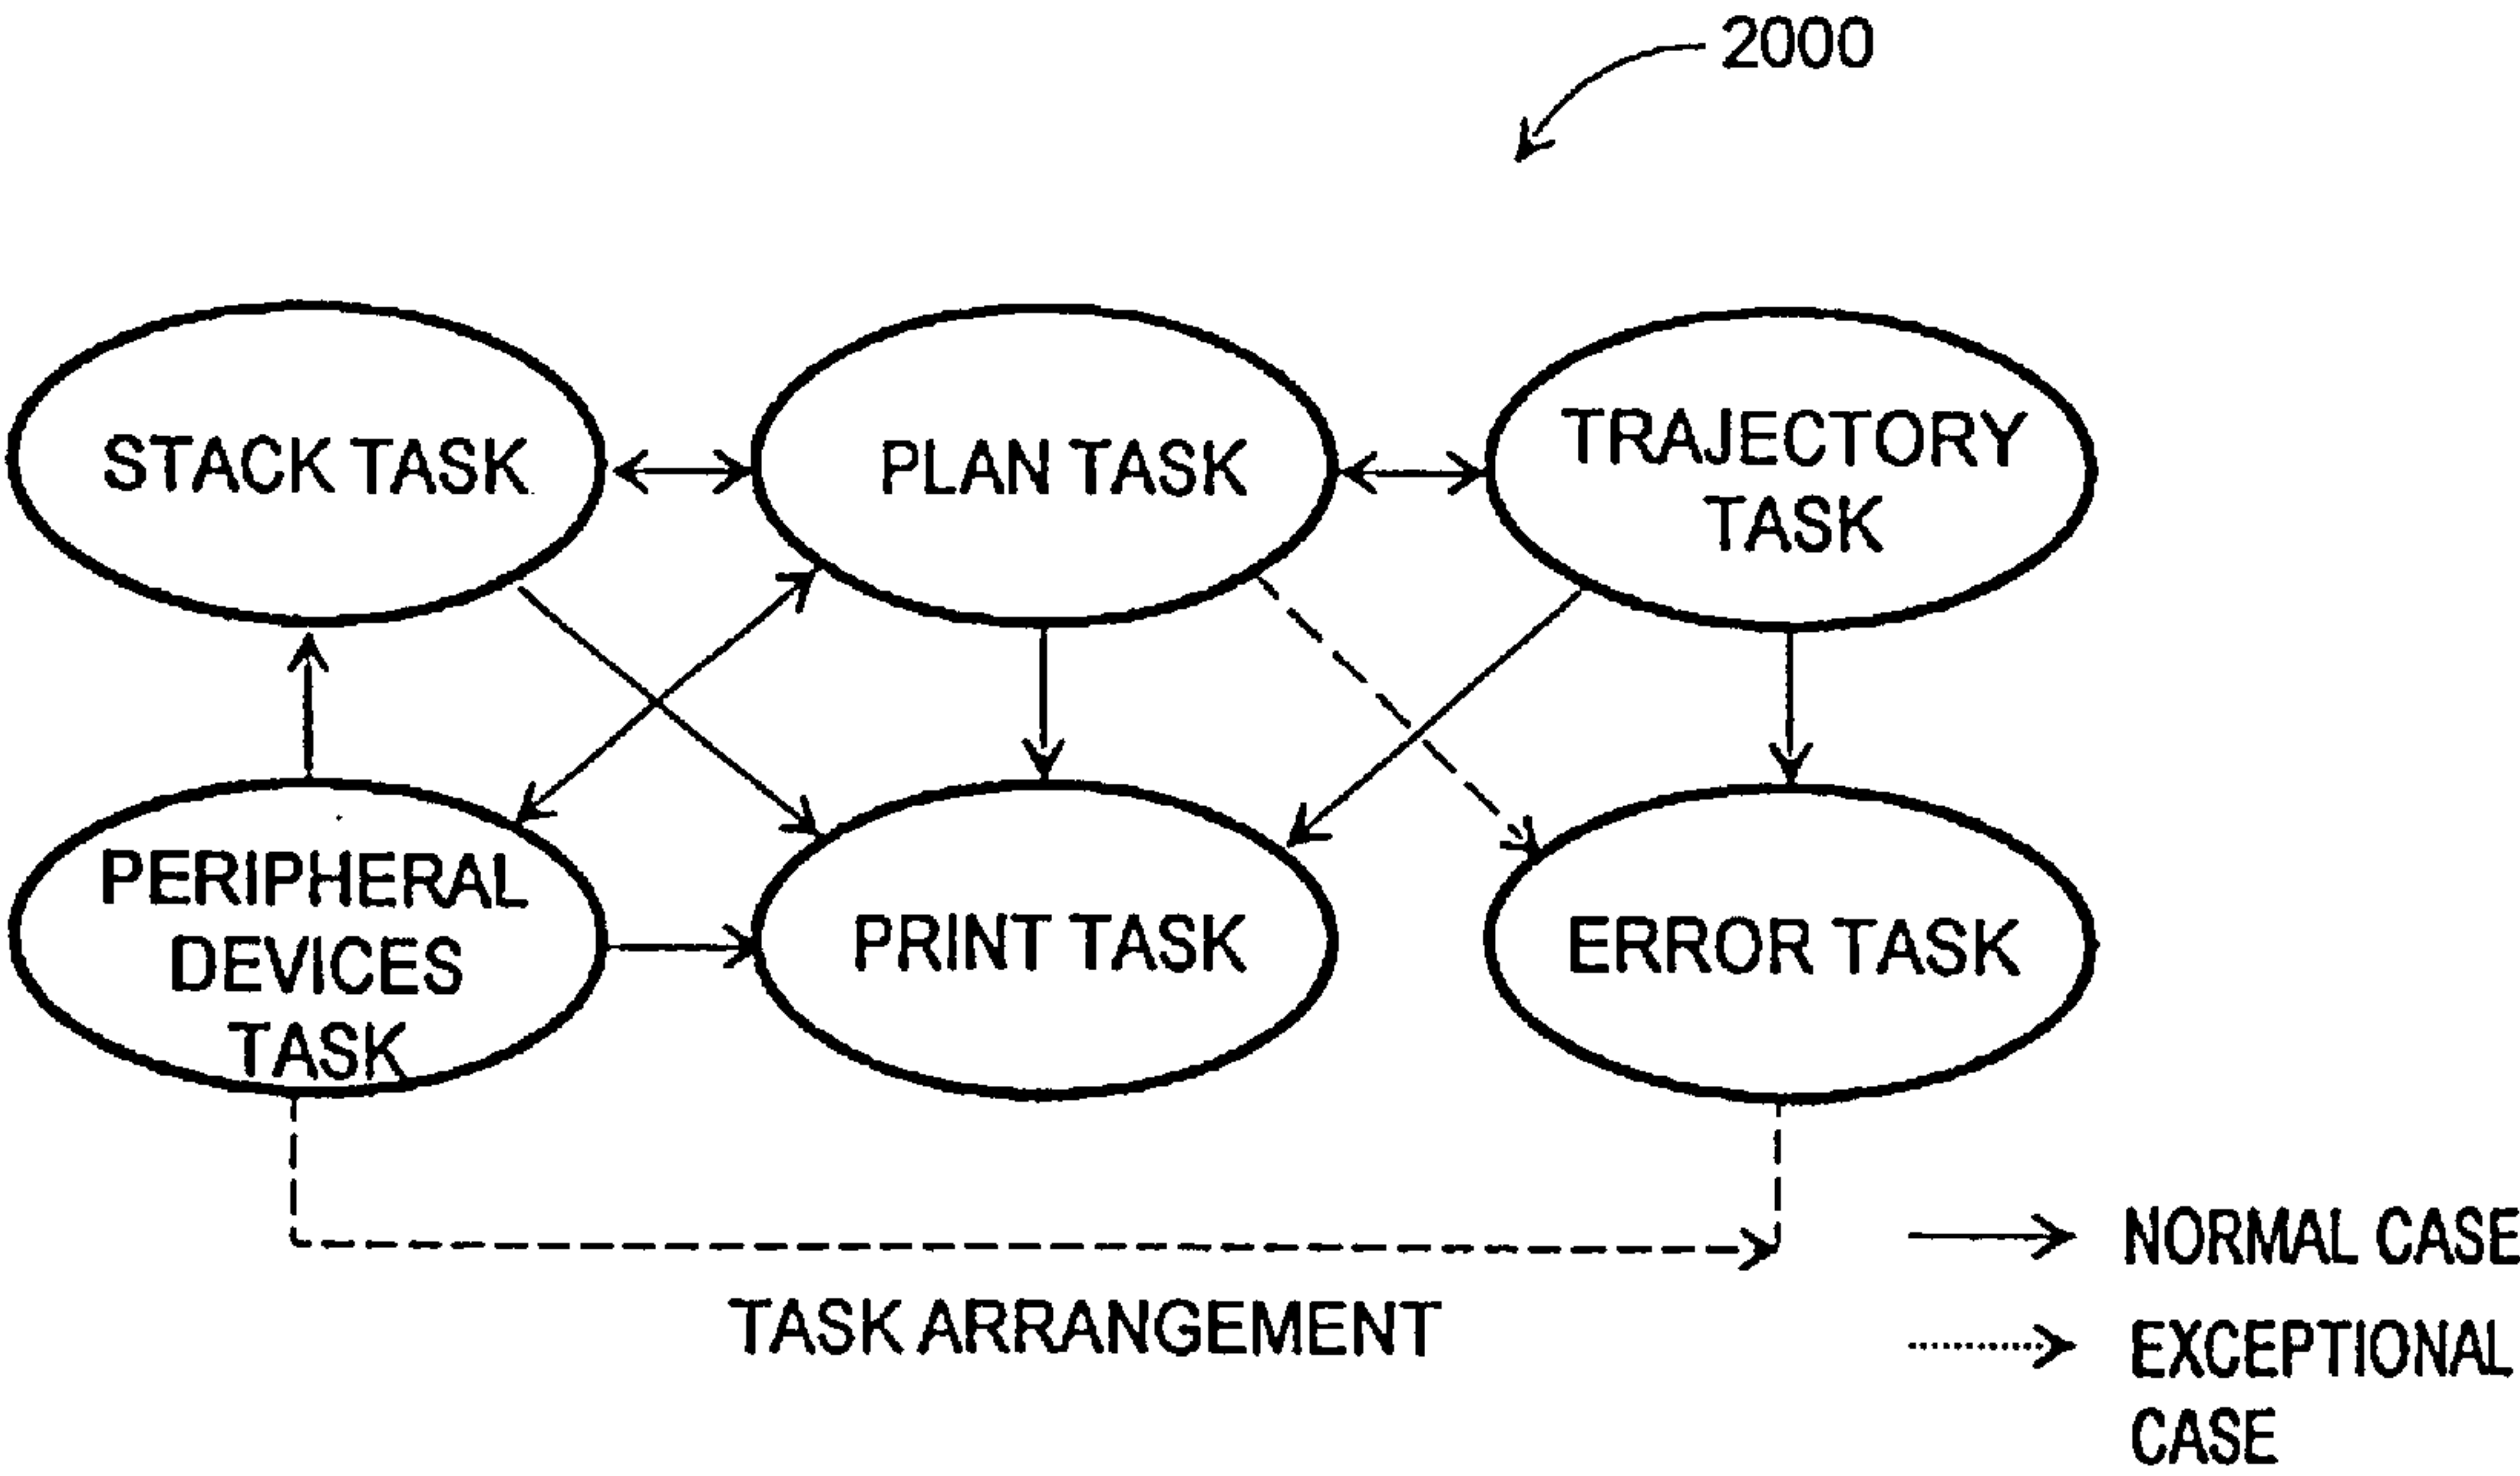 2000
STACK TASK
PLAN TASK
TRAJECTORY
TASK
PERIPHERAL
DEVICES
TASK
PRINT TASK
ERROR TASK
NORMAL CASE
TASK ARRANGEMENT
EXCEPTIONAL
CASE